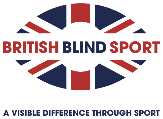 BRITISH BLIND SPORT
A VISIBLE DIFFERENCE THROUGH SPORT